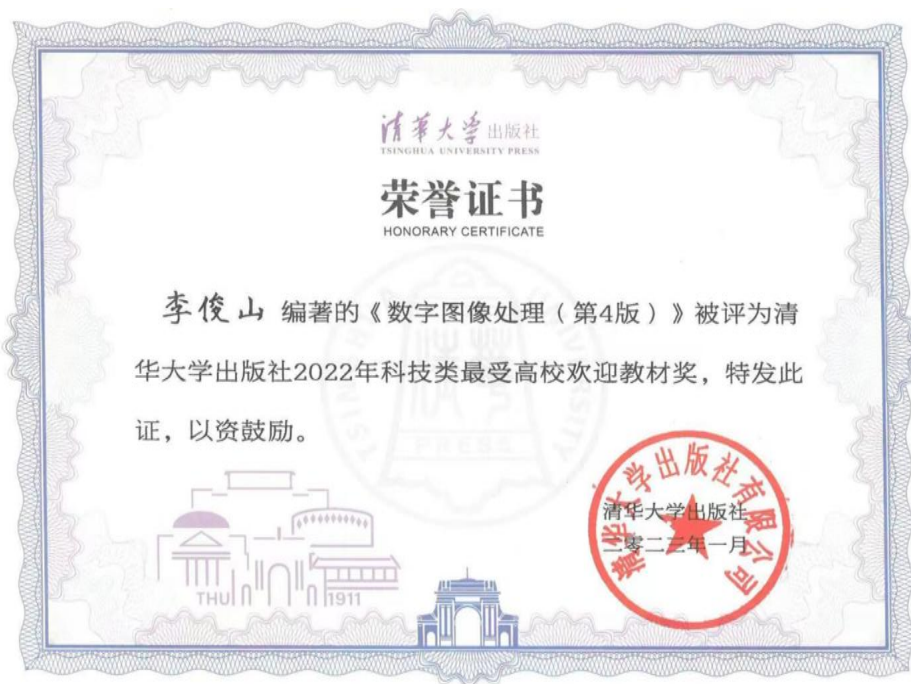 清华大学 出版社
TSINGHUA UNIVERSITY PRESS
荣誉证书
HONORARY CERTIFICATE
李俊山 编著的《数字图像处理(第4版)》被评为清
华大学出版社2022年科技类最受高校欢迎教材奖,特发此
证,以资鼓励。
清华大学出版社有限公司
清华大学出版社
二零二三年一月
THU 1911